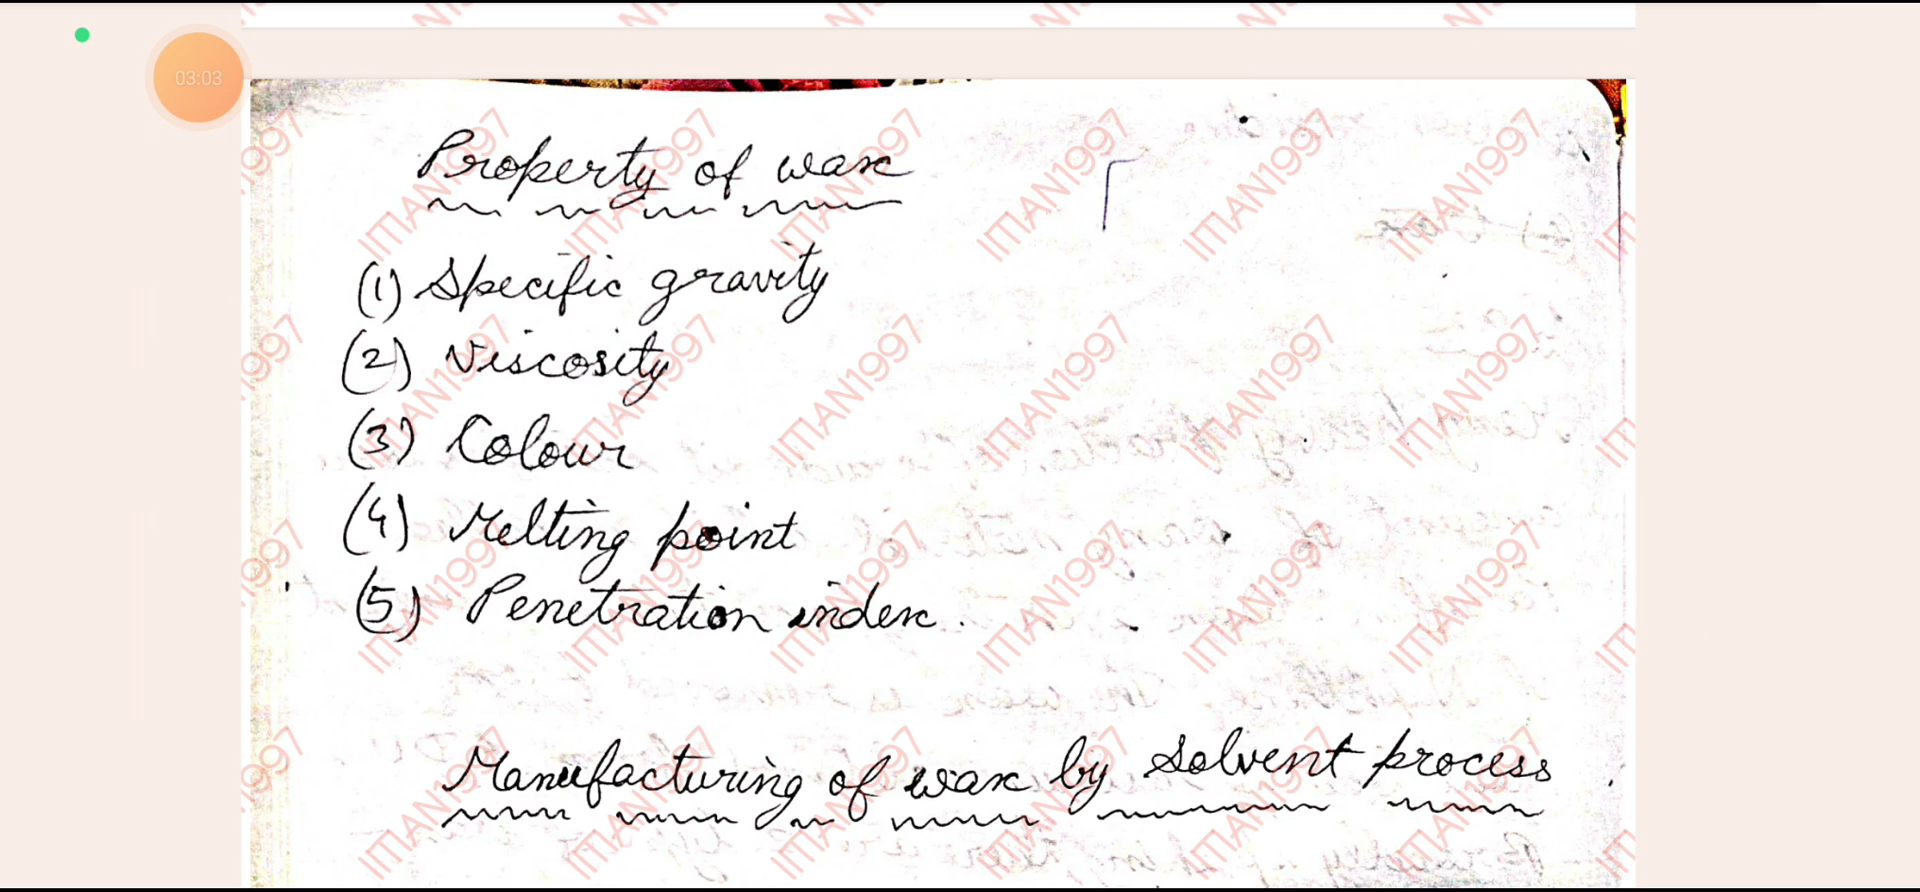 03:03
Property of wax
(1) Specific gravity
(2) Viscosity
(3) Colour
(4) Melting point
(5) Penetration index.
Manufacturing of wax by Solvent process
IMAN1997